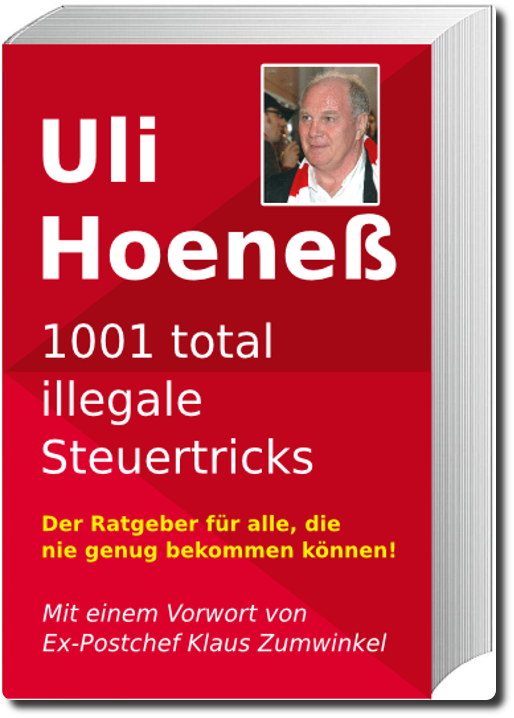 Uli
Hoeneß
1001 total
illegale
Steuertricks
Der Ratgeber für alle, die
nie genug bekommen können!
Mit einem Vorwort von
Ex-Postchef Klaus Zumwinkel